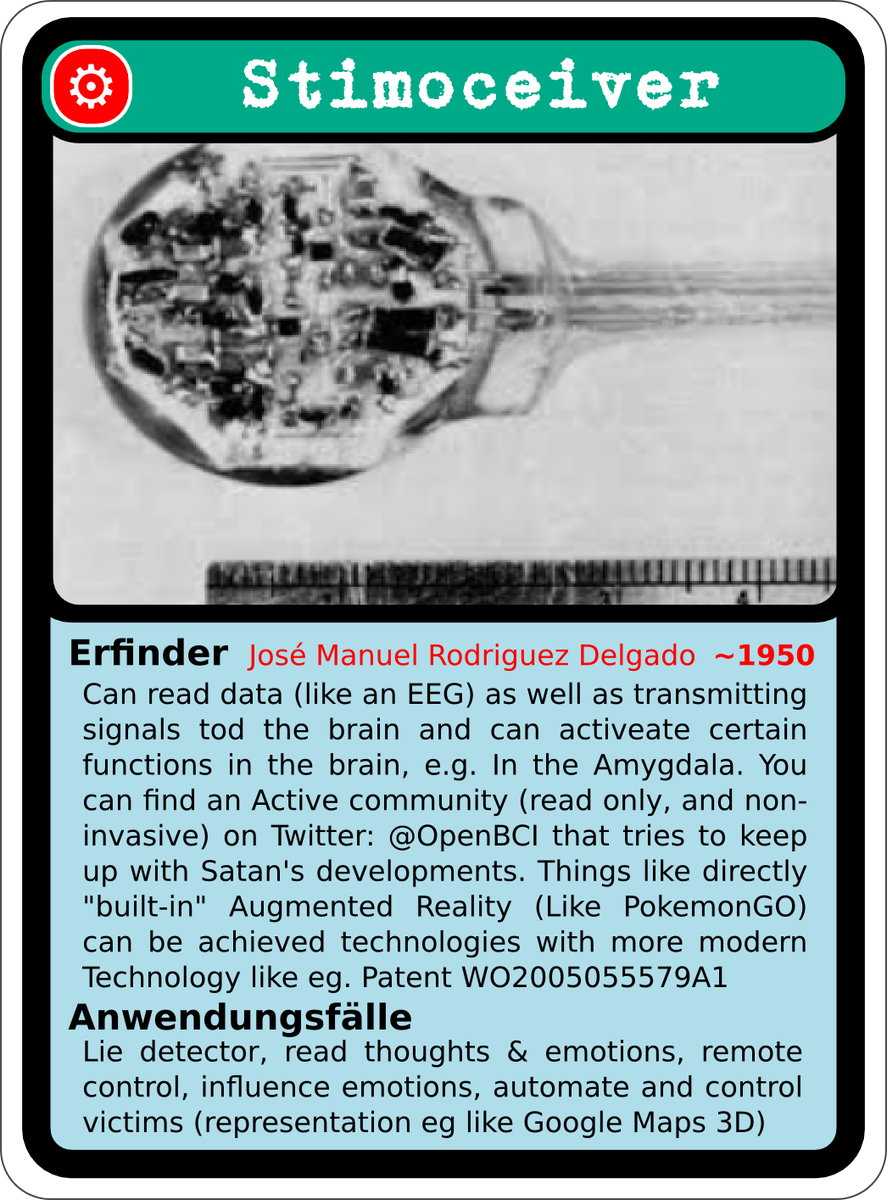 Stimoceiver
Erfinder José Manuel Rodriguez Delgado ~1950
Can read data (like an EEG) as well as transmitting
signals tod the brain and can activeate certain
functions in the brain, e.g. In the Amygdala. You
can find an Active community (read only, and non-
invasive) on Twitter: @OpenBCI that tries to keep
up with Satan's developments. Things like directly
"built-in" Augmented Reality (Like PokemonGO)
can be achieved technologies with more modern
Technology like eg. Patent WO2005055579A1
Anwendungsfälle
Lie detector, read thoughts & emotions, remote
control, influence emotions, automate and control
victims (representation eg like Google Maps 3D)